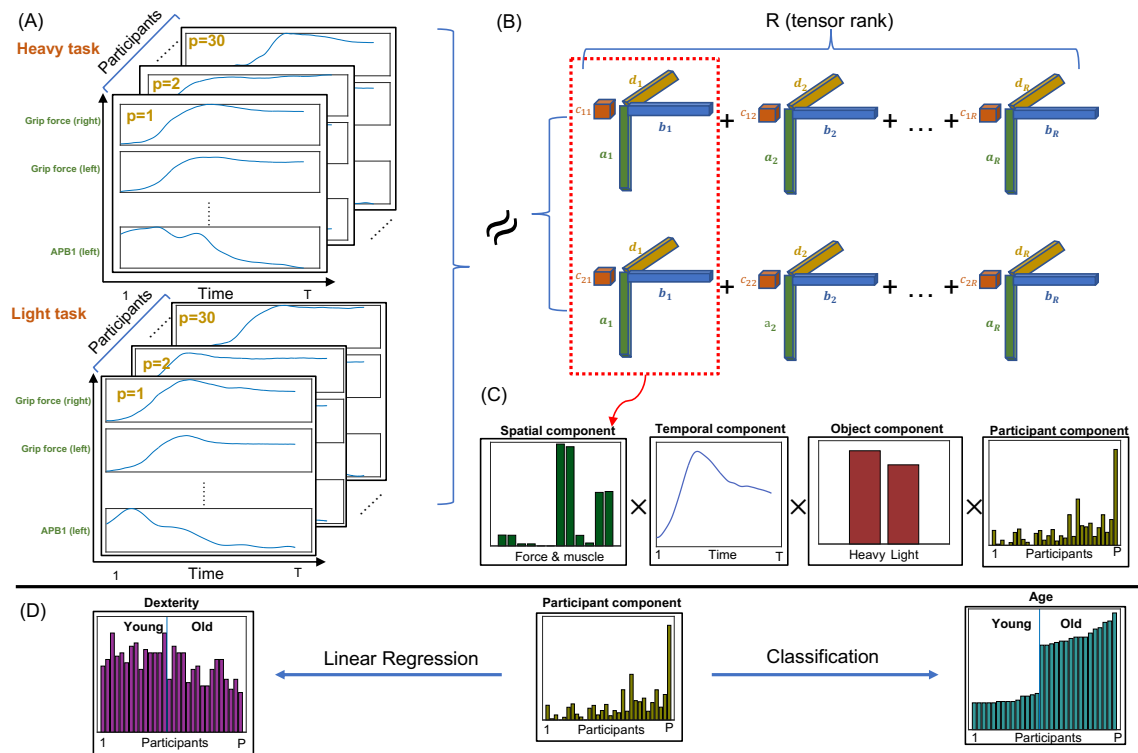 (A)
Participants
Heavy task
p=30
p=2
p=1
Grip force (right)
Grip force (left)
APB1 (left)
1 Time T
Participants
Light task
p=30
p=2
p=1
Grip force (right)
Grip force (left)
APB1 (left)
1 Time T
(B)
R (tensor rank)
≈
c₁₁ d₁ b₁ a₁ + c₁₂ d₂ b₂ a₂ + ... + c₁R dR bR aR
c₂₁ d₁ b₁ a₁ + c₂₂ d₂ b₂ a₂ + ... + c₂R dR bR aR
(C)
Spatial component
Force & muscle
×
Temporal component
1 Time T
×
Object component
Heavy Light
×
Participant component
1 Participants P
(D)
Dexterity
Young Old
1 Participants P
Linear Regression
Participant component
1 Participants P
Classification
Age
Young Old
1 Participants P